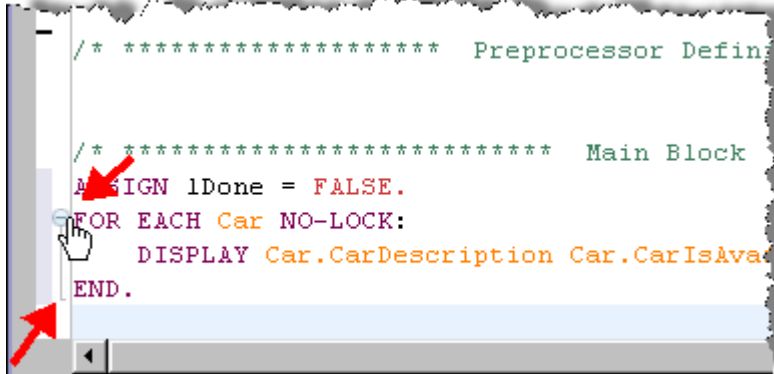 /* ******************** Preprocessor Defin
/* *************************** Main Block
ASSIGN lDone = FALSE.
FOR EACH Car NO-LOCK:
DISPLAY Car.CarDescription Car.CarIsAva
END.